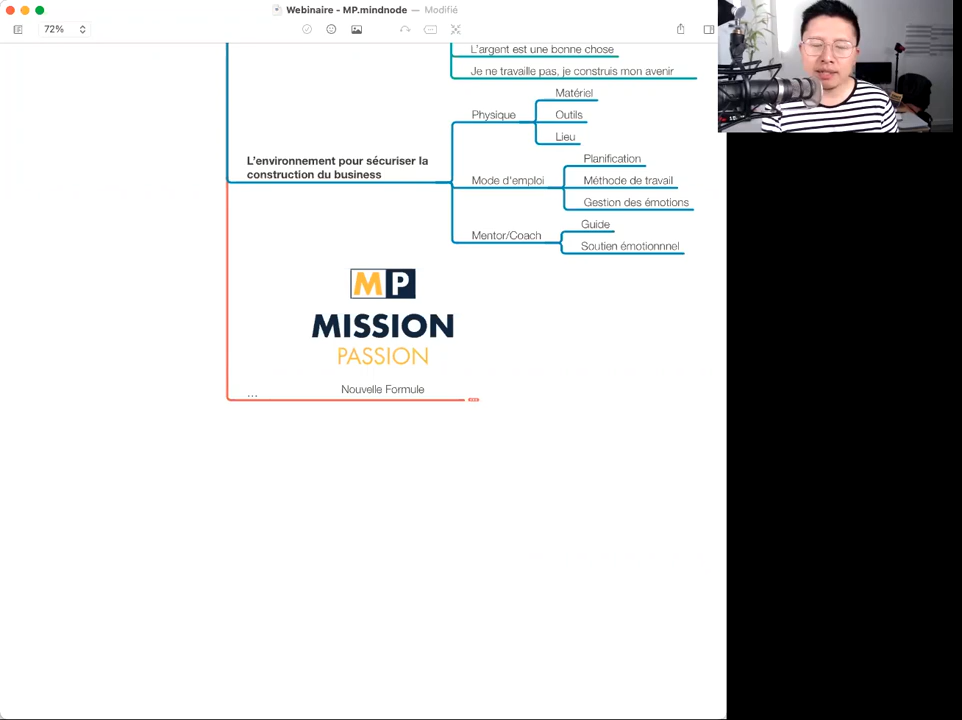 Webinaire - MP.mindnode — Modifié
72%
L'argent est une bonne chose
Je ne travaille pas, je construis mon avenir
Matériel
Physique
Outils
Lieu
L'environnement pour sécuriser la
construction du business
Planification
Mode d'emploi
Méthode de travail
Gestion des émotions
Guide
Mentor/Coach
Soutien émotionnnel
MP
MISSION
PASSION
Nouvelle Formule
...